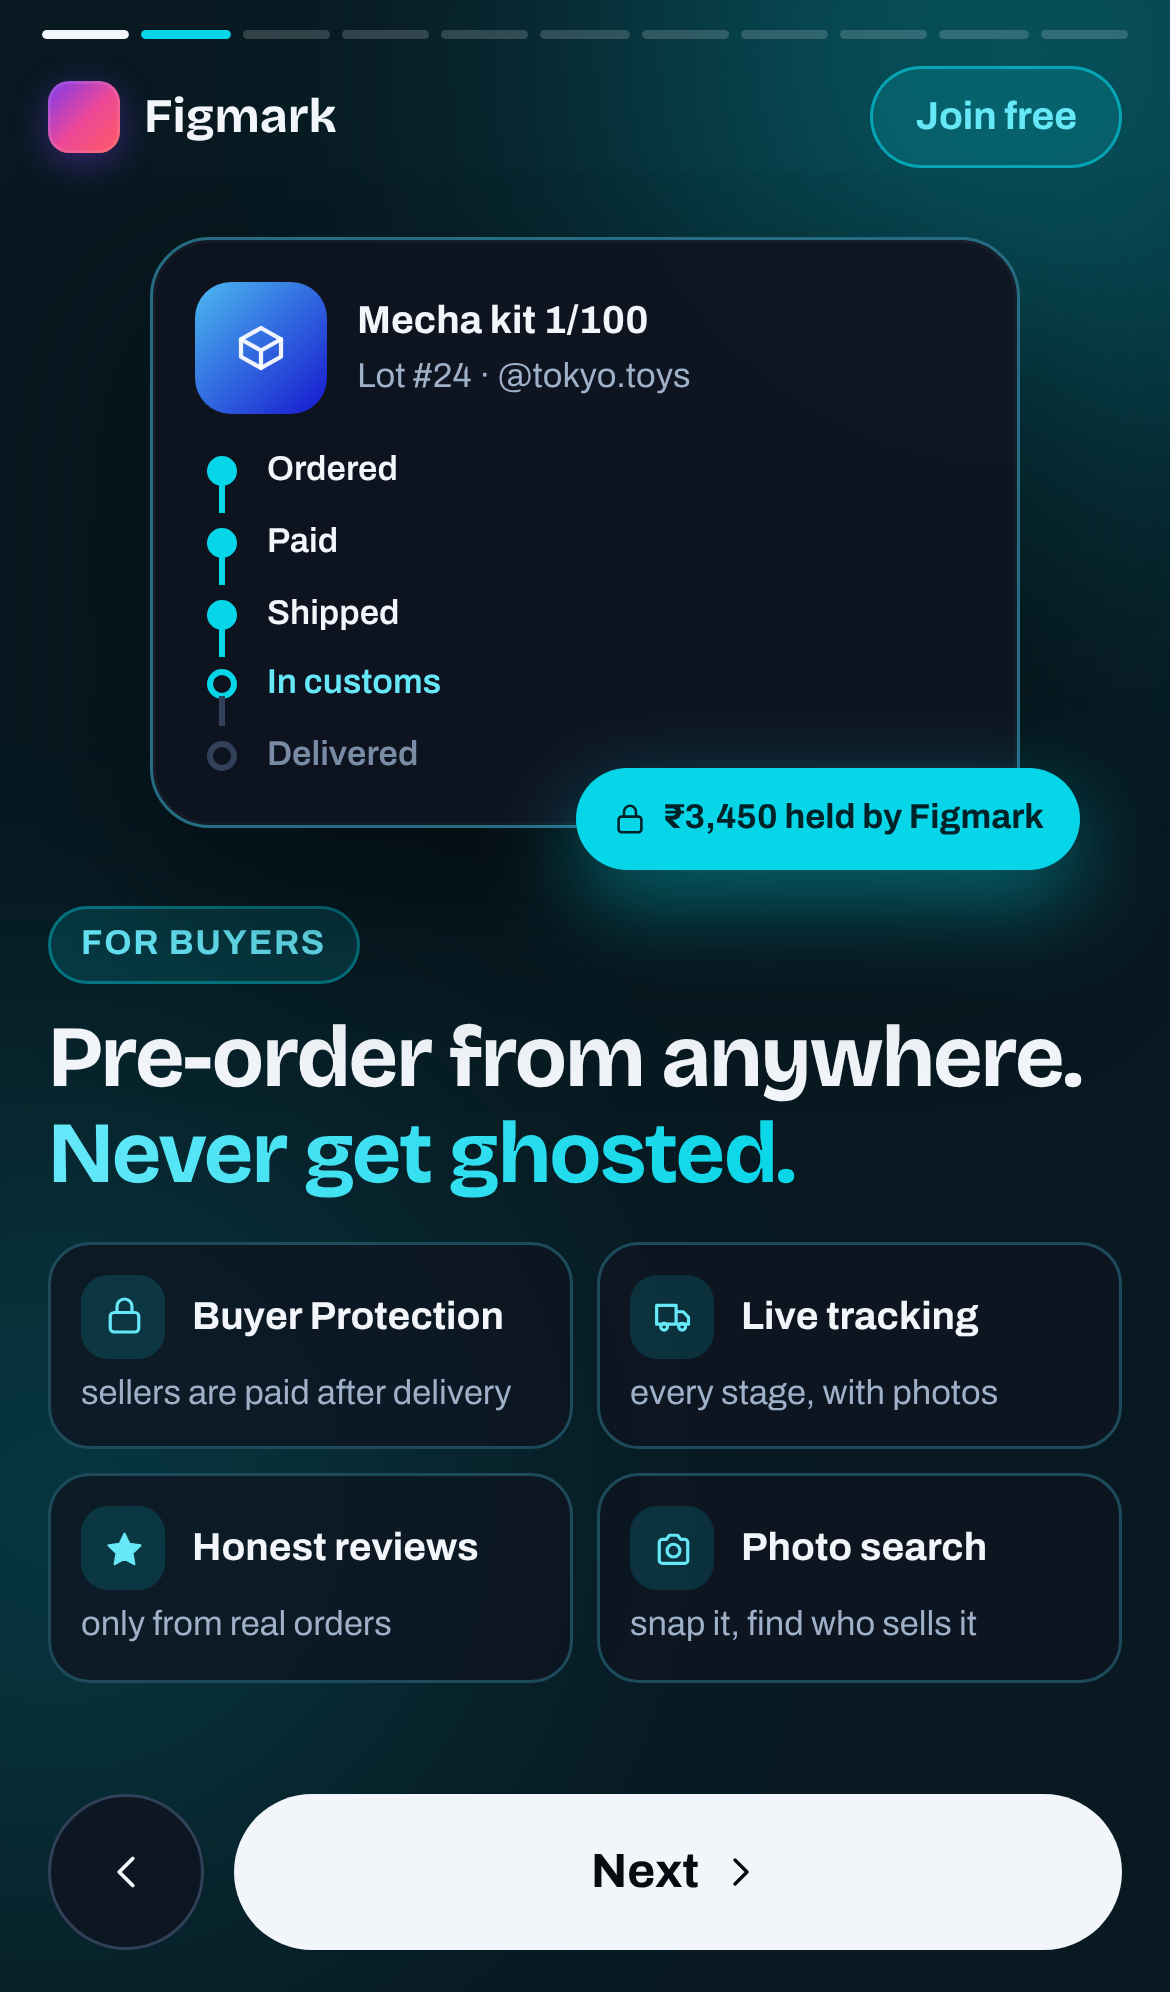 Figmark
Join free
Mecha kit 1/100
Lot #24 · @tokyo.toys
Ordered
Paid
Shipped
In customs
Delivered
₹3,450 held by Figmark
FOR BUYERS
Pre-order from anywhere.
Never get ghosted.
Buyer Protection
sellers are paid after delivery
Live tracking
every stage, with photos
Honest reviews
only from real orders
Photo search
snap it, find who sells it
Next